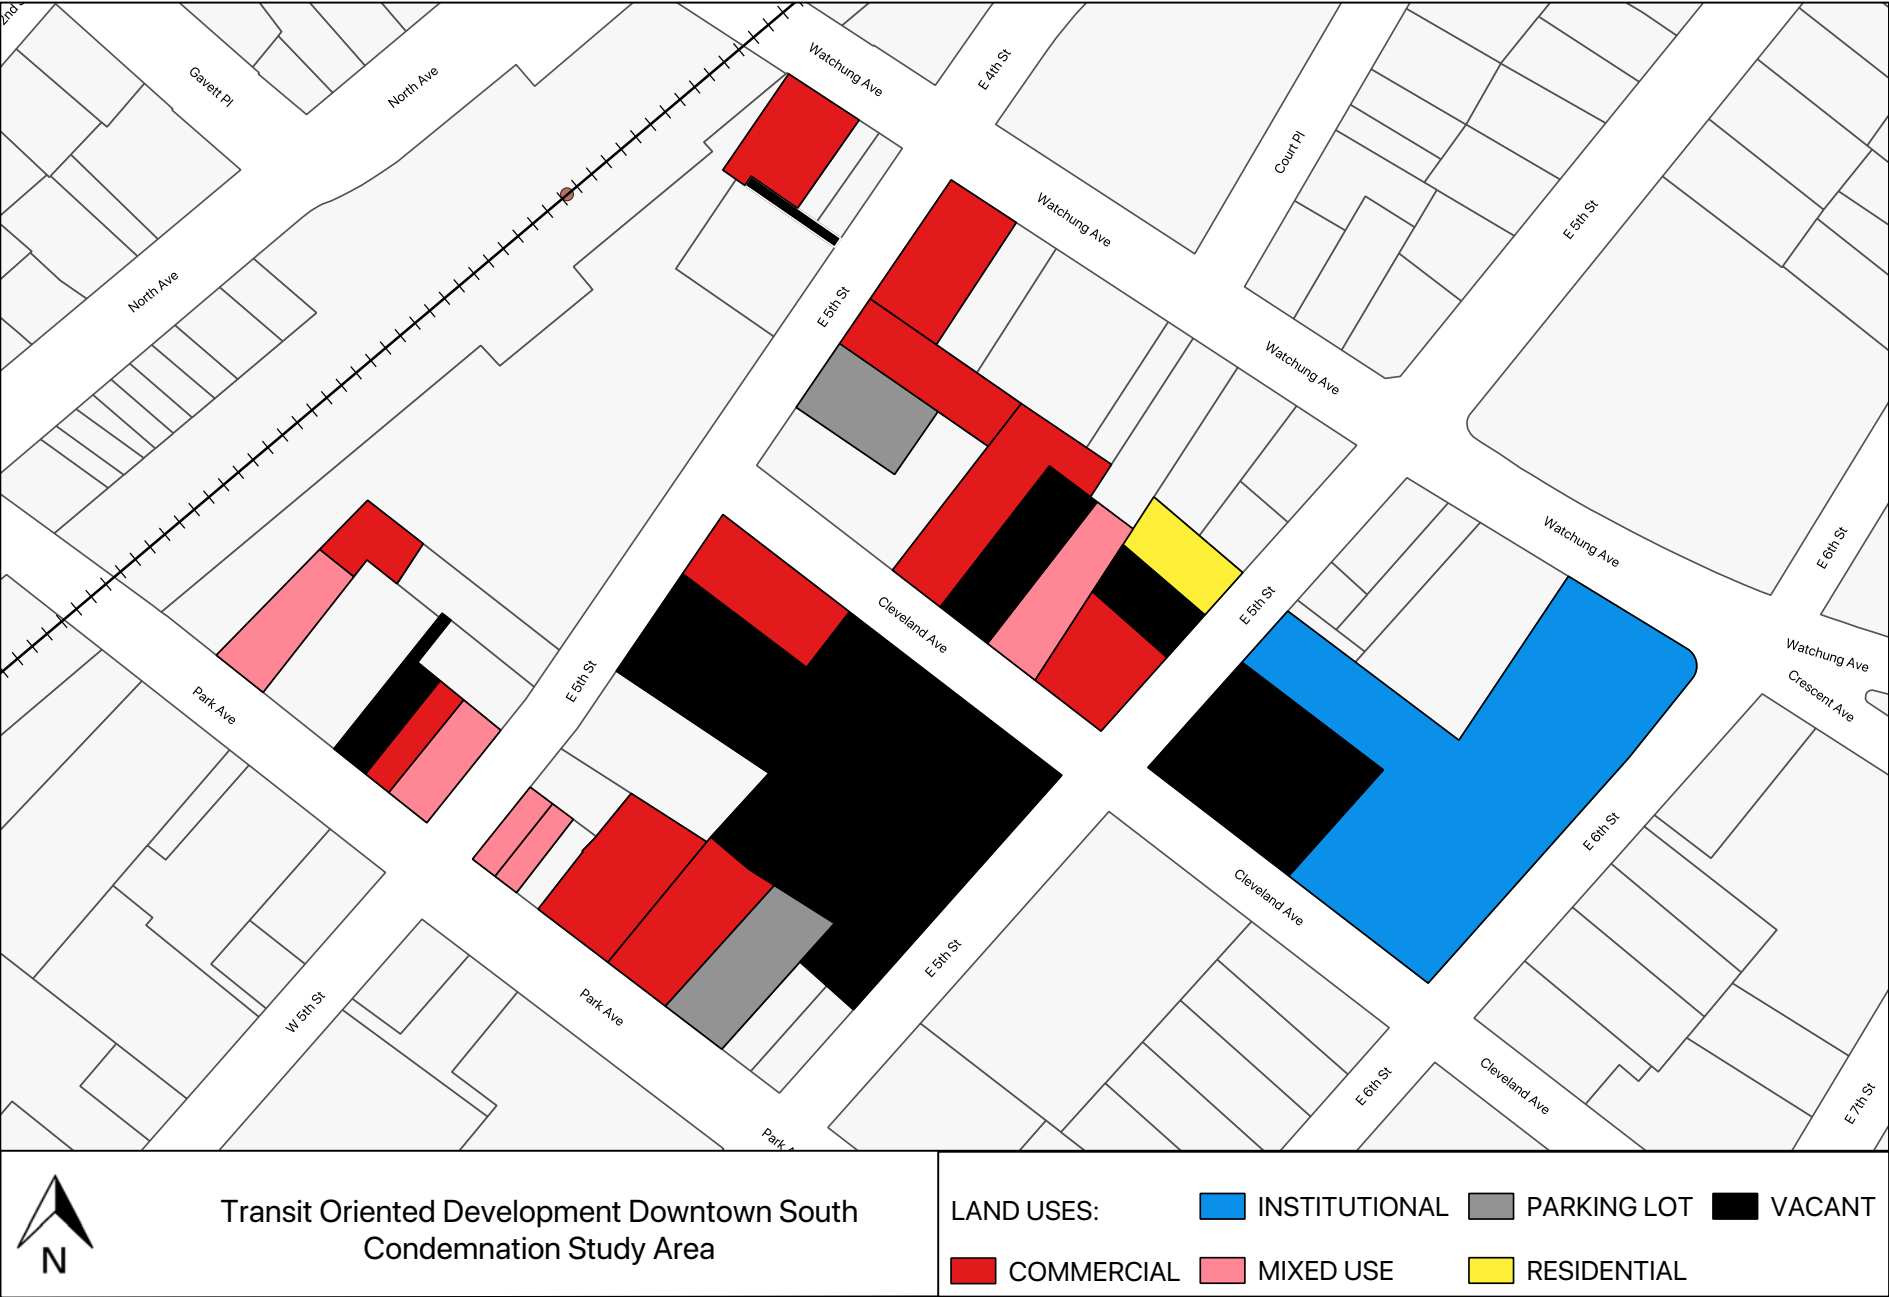 2nd
Gavett Pl
North Ave
Watchung Ave
E 4th St
Court Pl
E 5th St
North Ave
E 5th St
Watchung Ave
Watchung Ave
Watchung Ave
E 6th St
E 5th St
Cleveland Ave
Watchung Ave
Crescent Ave
E 5th St
Park Ave
E 6th St
Cleveland Ave
E 5th St
Park Ave
W 5th St
E 6th St
Cleveland Ave
E 7th St
Park
Transit Oriented Development Downtown South
Condemnation Study Area
N
LAND USES:
INSTITUTIONAL
PARKING LOT
VACANT
COMMERCIAL
MIXED USE
RESIDENTIAL